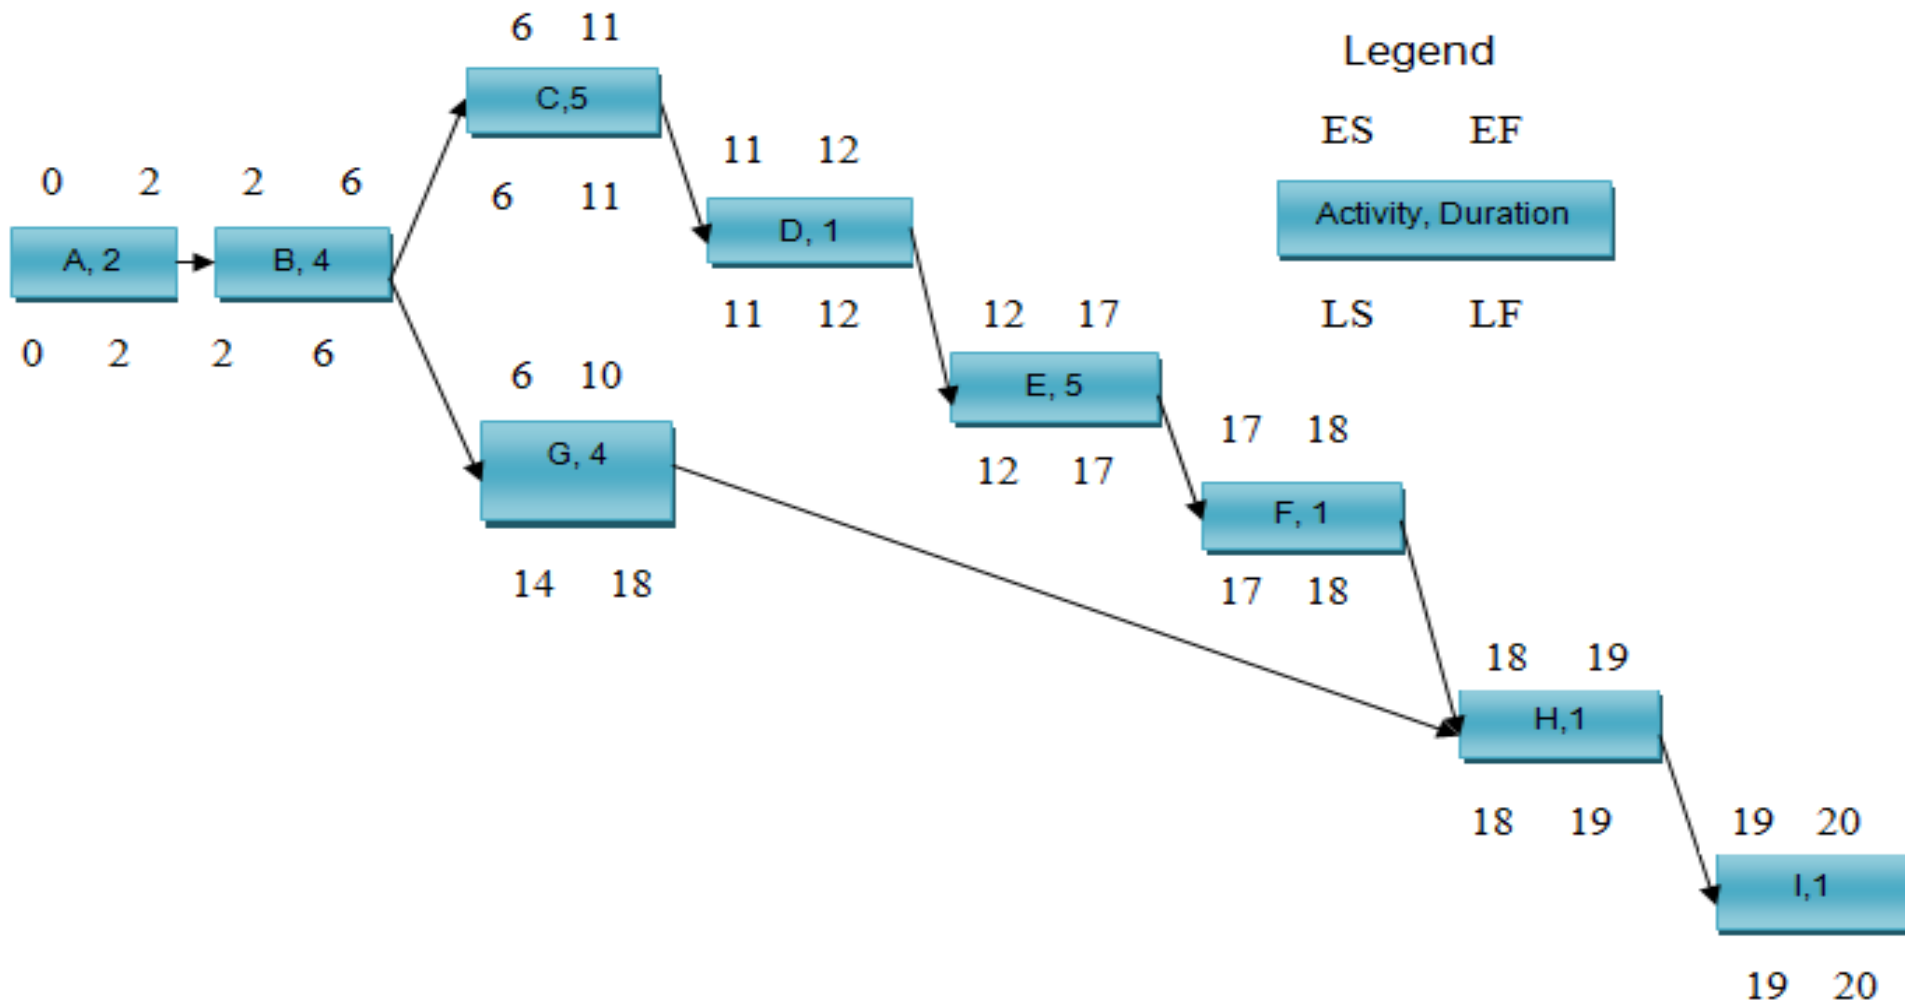 6 11
Legend
C,5
ES EF
11 12
0 2 2 6
6 11
Activity, Duration
D, 1
A, 2
B, 4
11 12
12 17
LS LF
0 2 2 6
6 10
E, 5
17 18
G, 4
12 17
F, 1
14 18
17 18
18 19
H,1
18 19
19 20
I,1
19 20